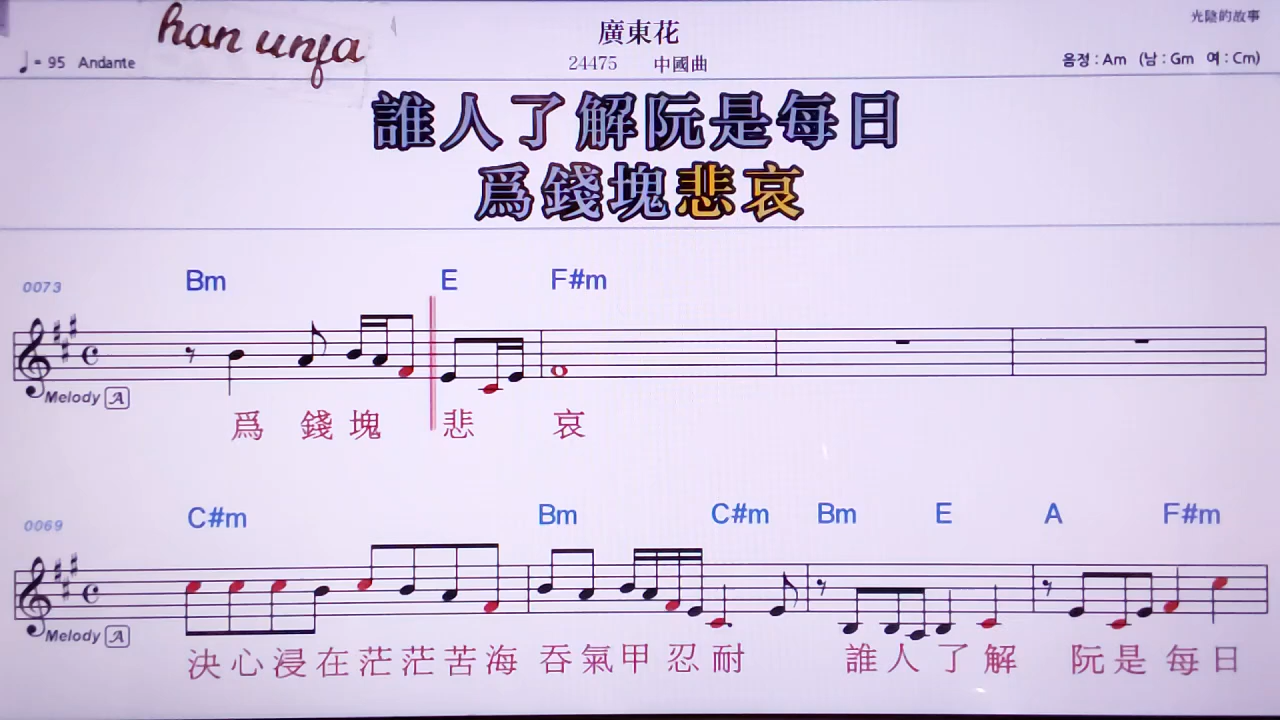 han unfa
廣東花
光陰的故事
♩= 95 Andante
24475 中國曲
음정 : Am (남 : Gm 여 : Cm)
誰人了解阮是每日
爲錢塊悲哀
0073
Bm E F#m
Melody A
爲 錢 塊 悲 哀
0069
C#m Bm C#m Bm E A F#m
Melody A
決心浸在茫茫苦海 吞氣甲忍耐 誰人了解 阮是每日